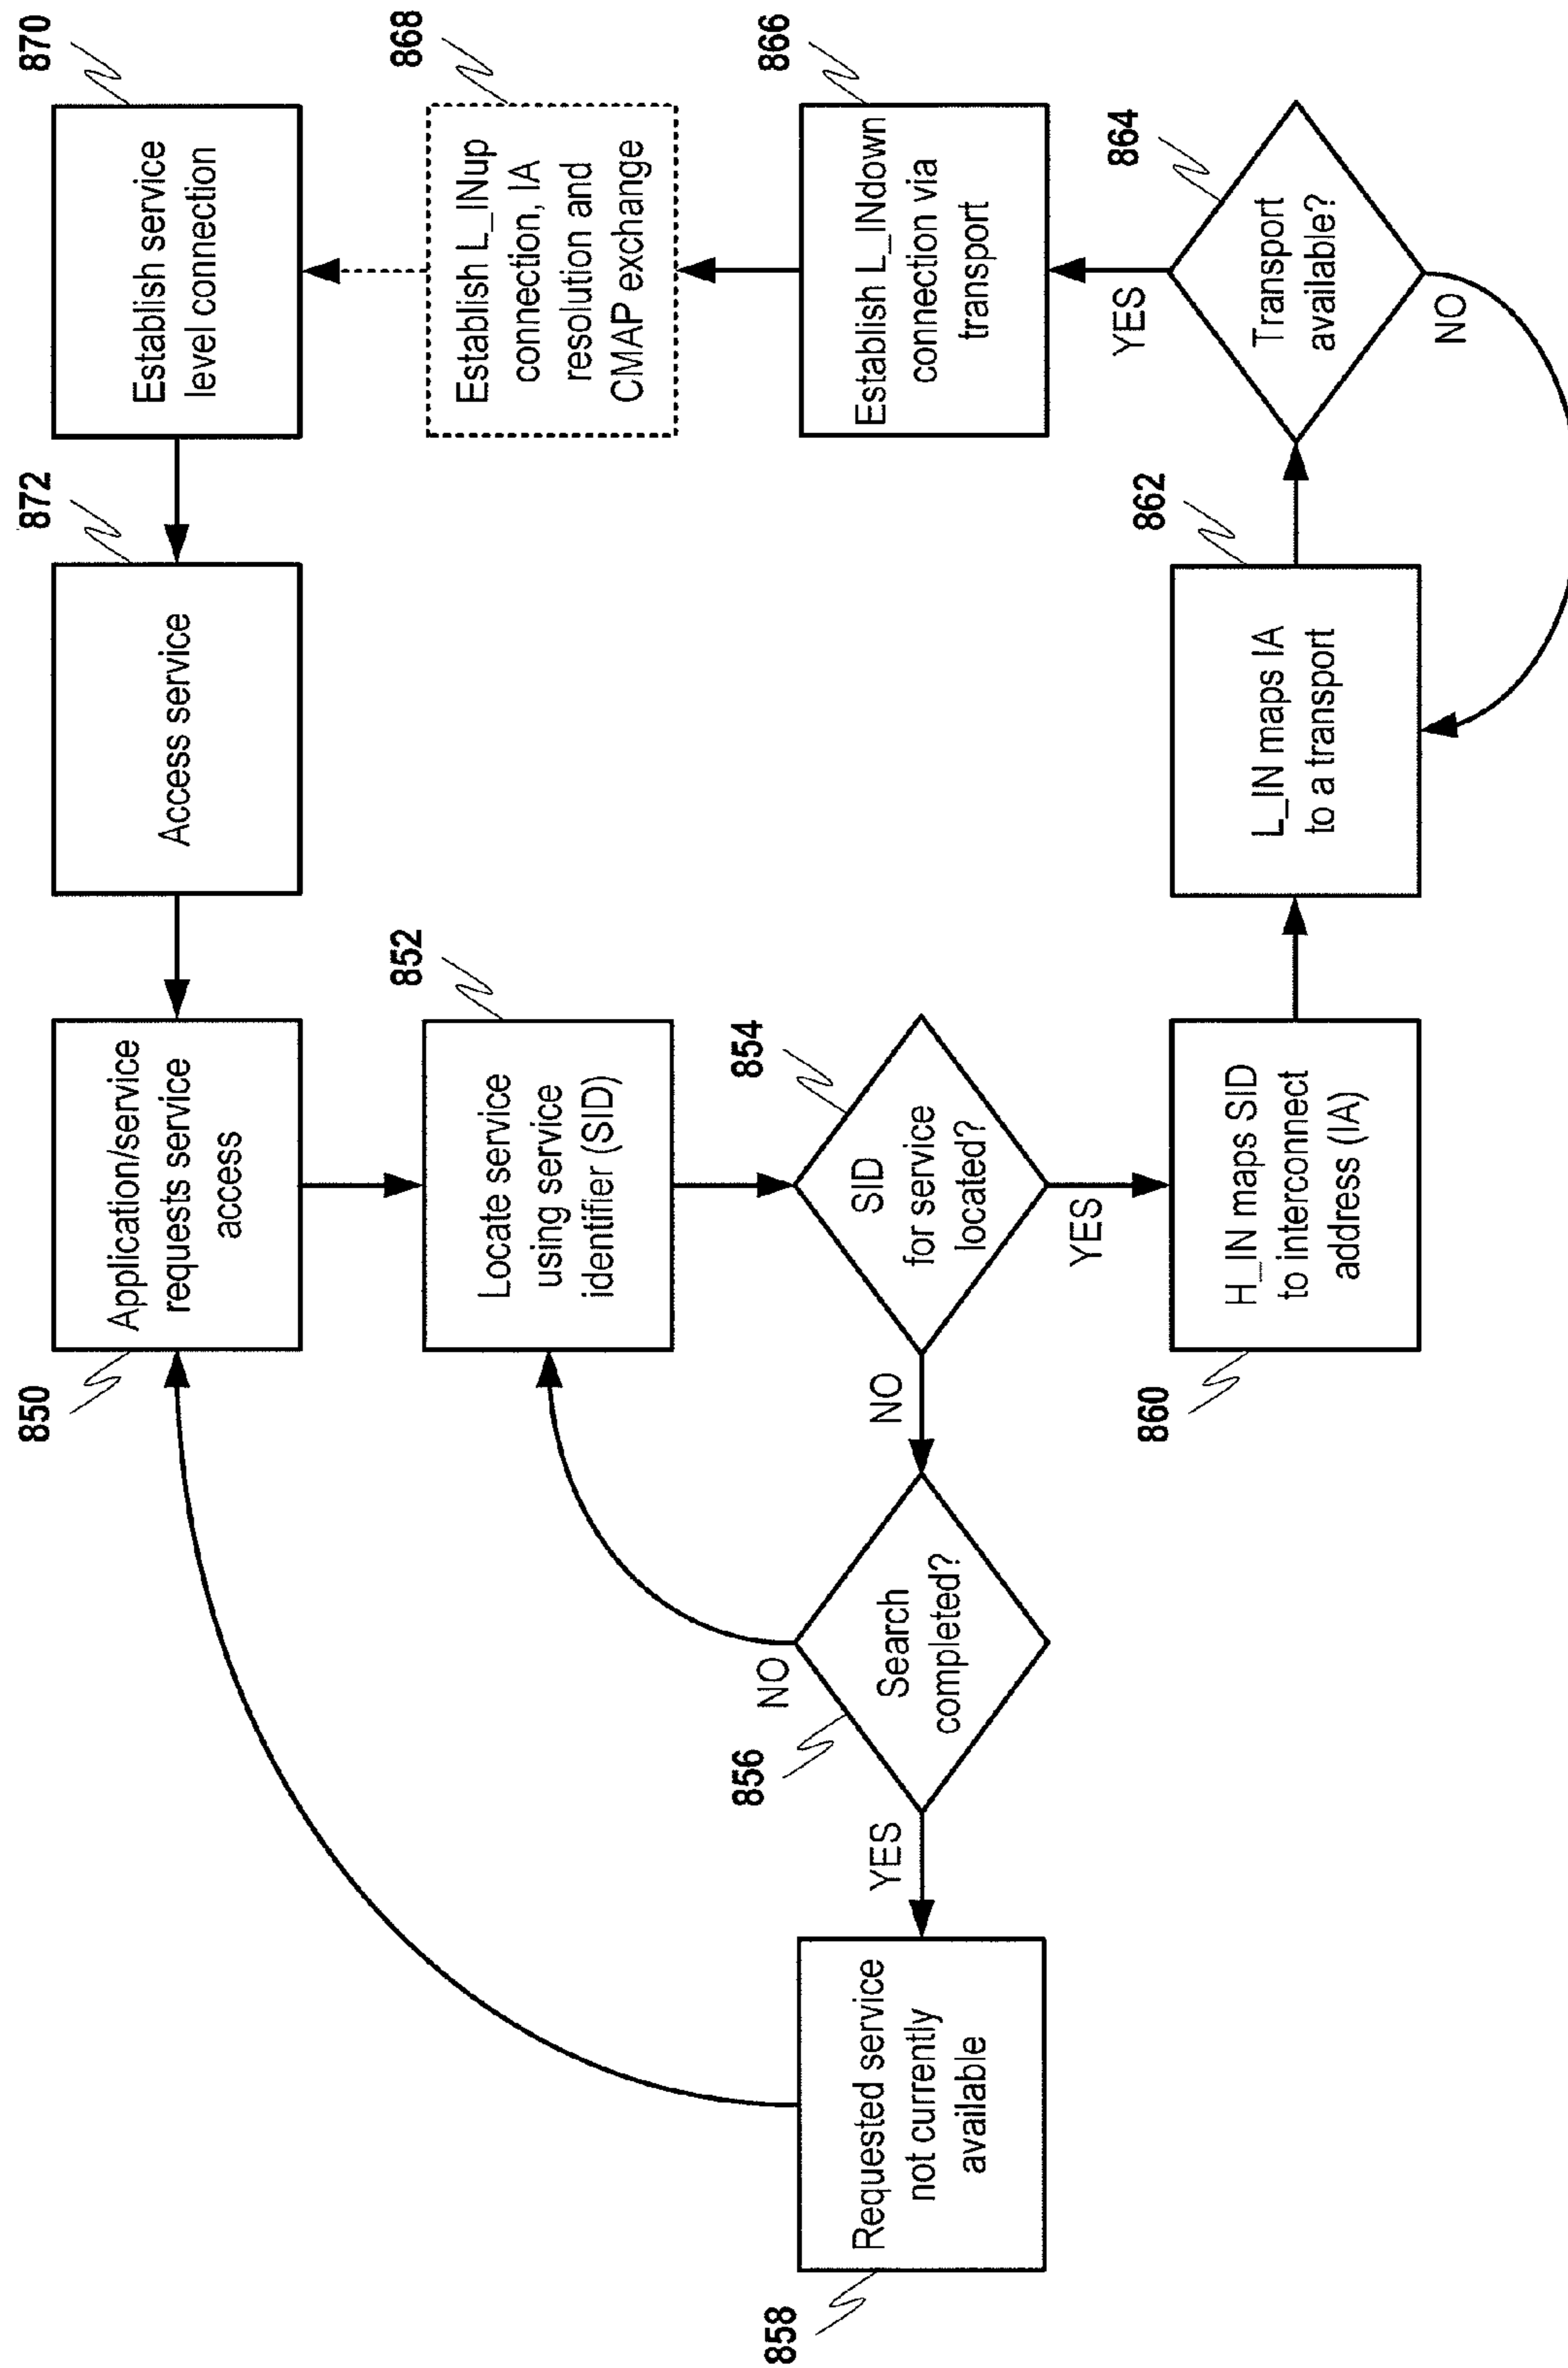 850
Application/service
requests service
access
852
Locate service
using service
identifier (SID)
854
SID
for service
located?
NO
YES
856
Search
completed?
NO
YES
858
Requested service
not currently
available
860
H_IN maps SID
to interconnect
address (IA)
862
L_IN maps IA
to a transport
864
Transport
available?
YES
NO
866
Establish L_INdown
connection via
transport
868
Establish L_INup
connection, IA
resolution and
CMAP exchange
870
Establish service
level connection
872
Access service